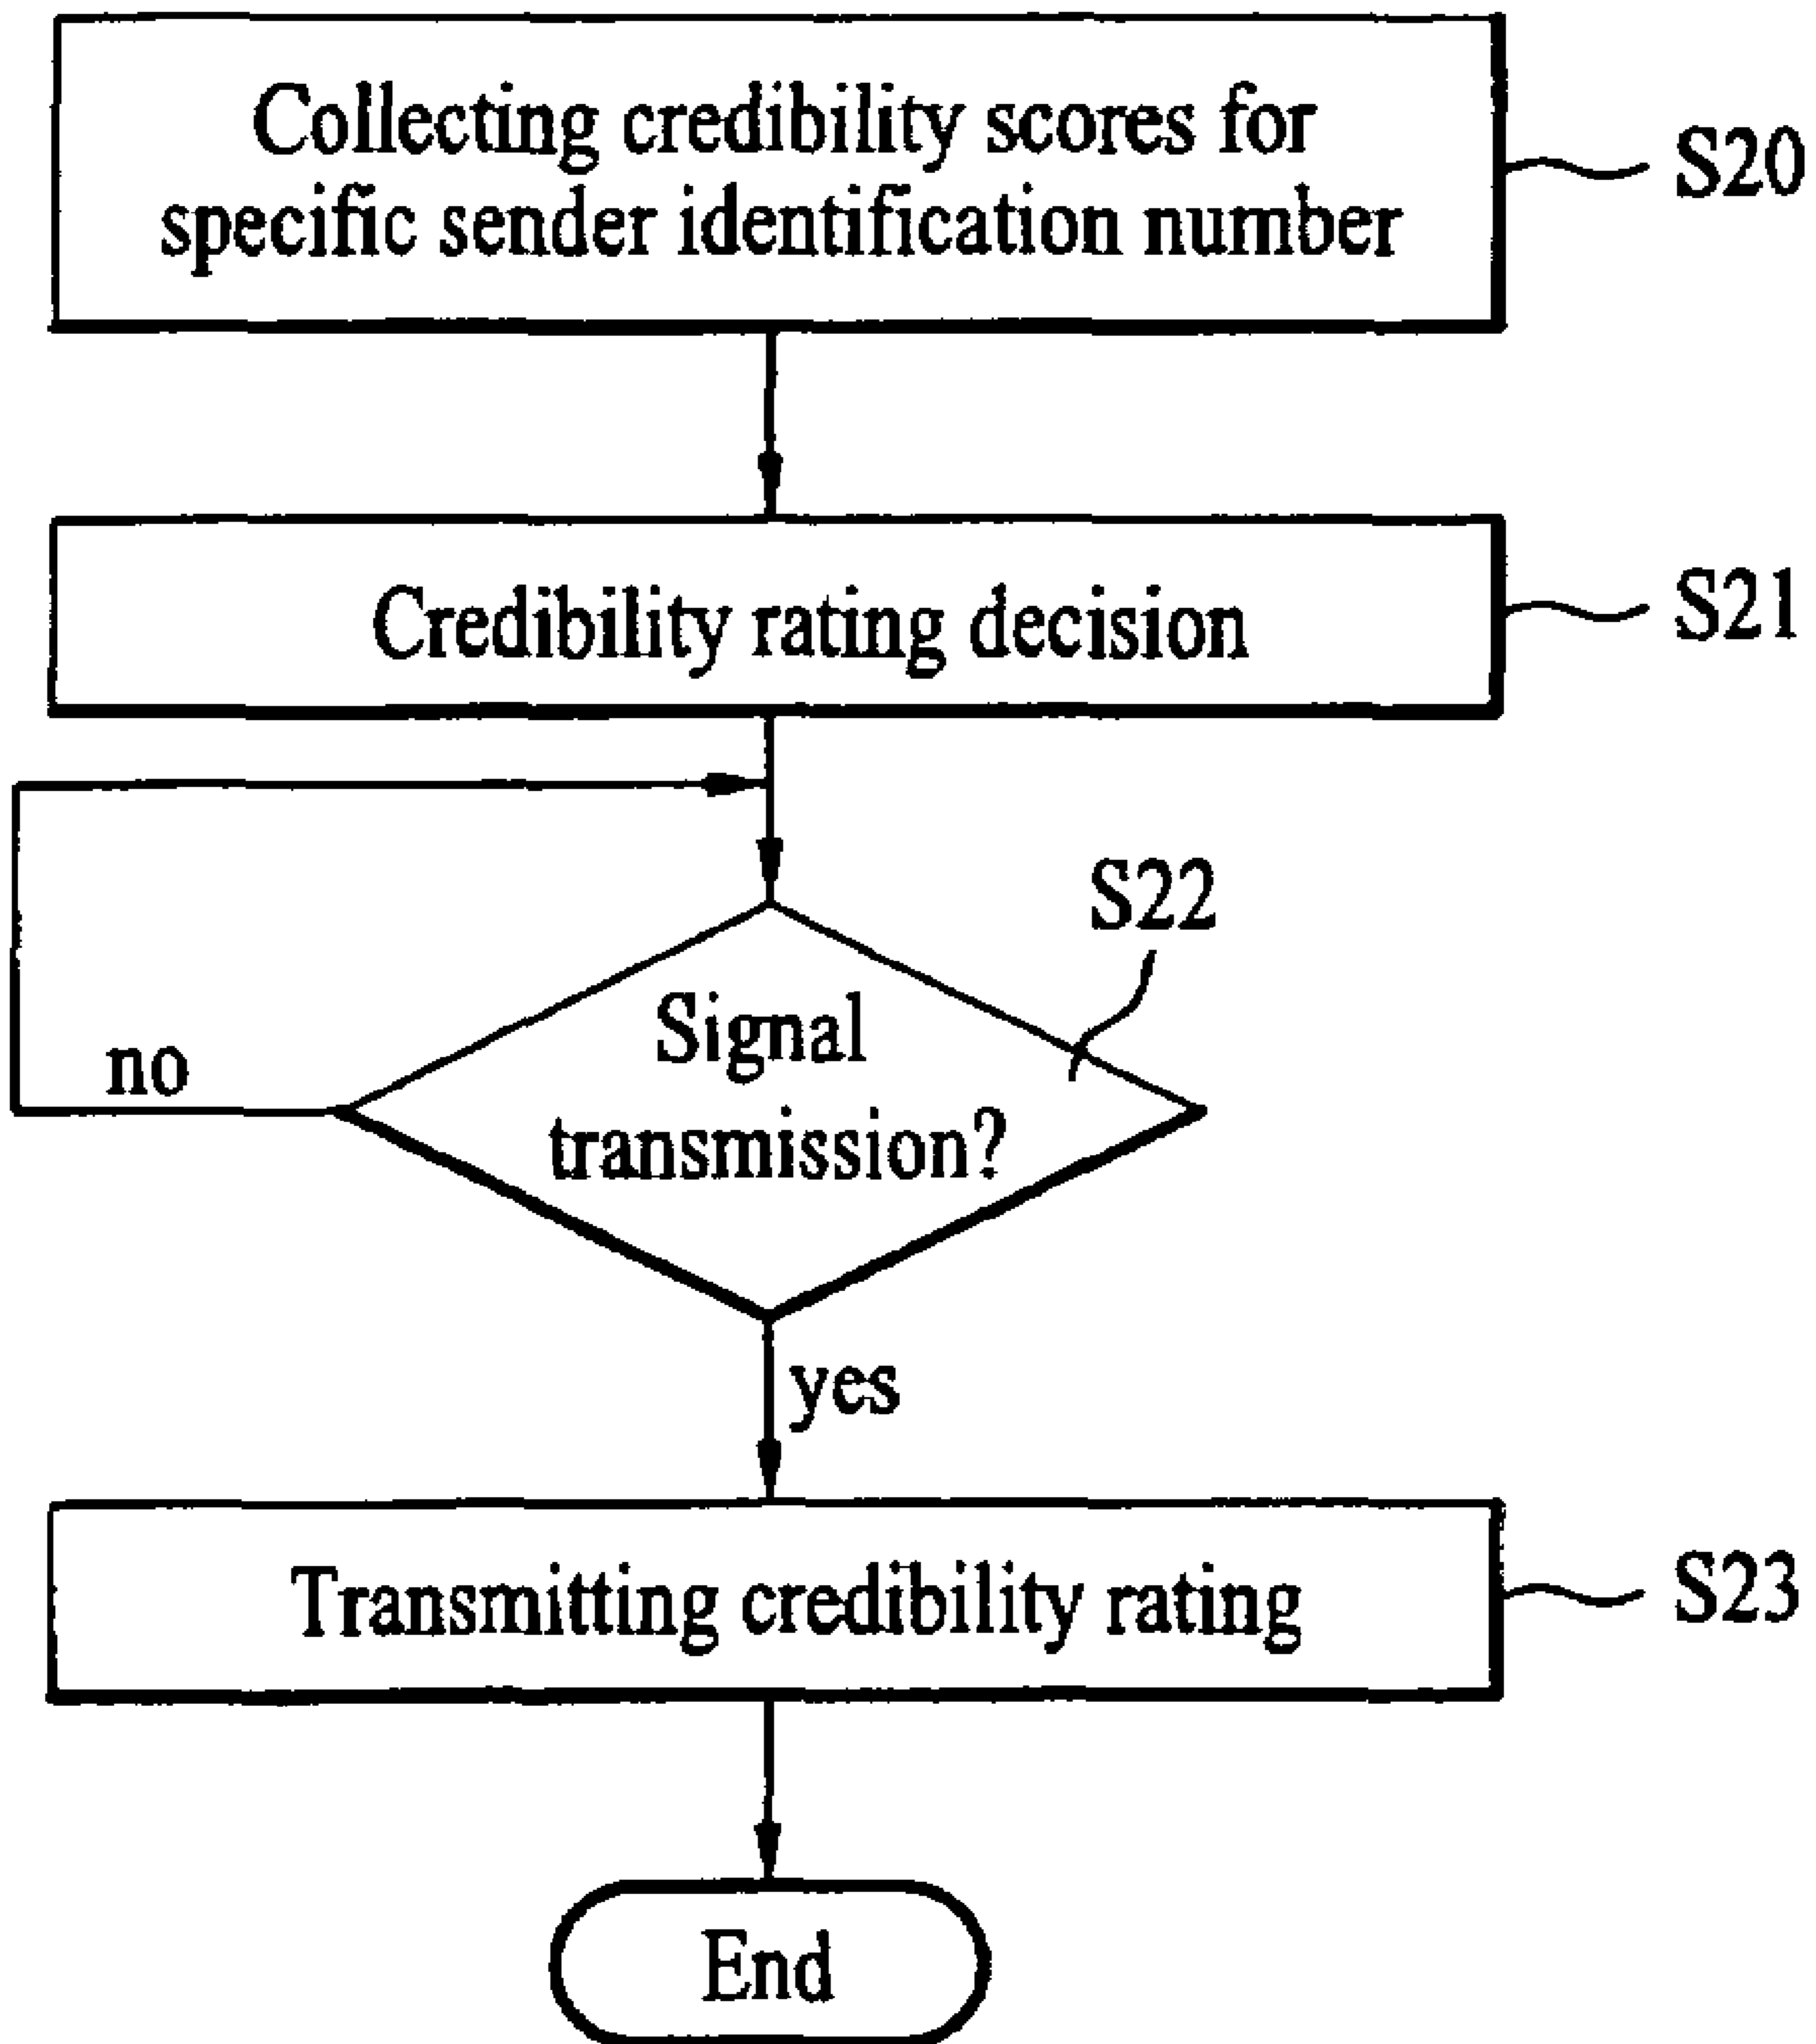 Collecting credibility scores for
specific sender identification number
S20
Credibility rating decision
S21
S22
Signal
transmission?
no
yes
Transmitting credibility rating
S23
End